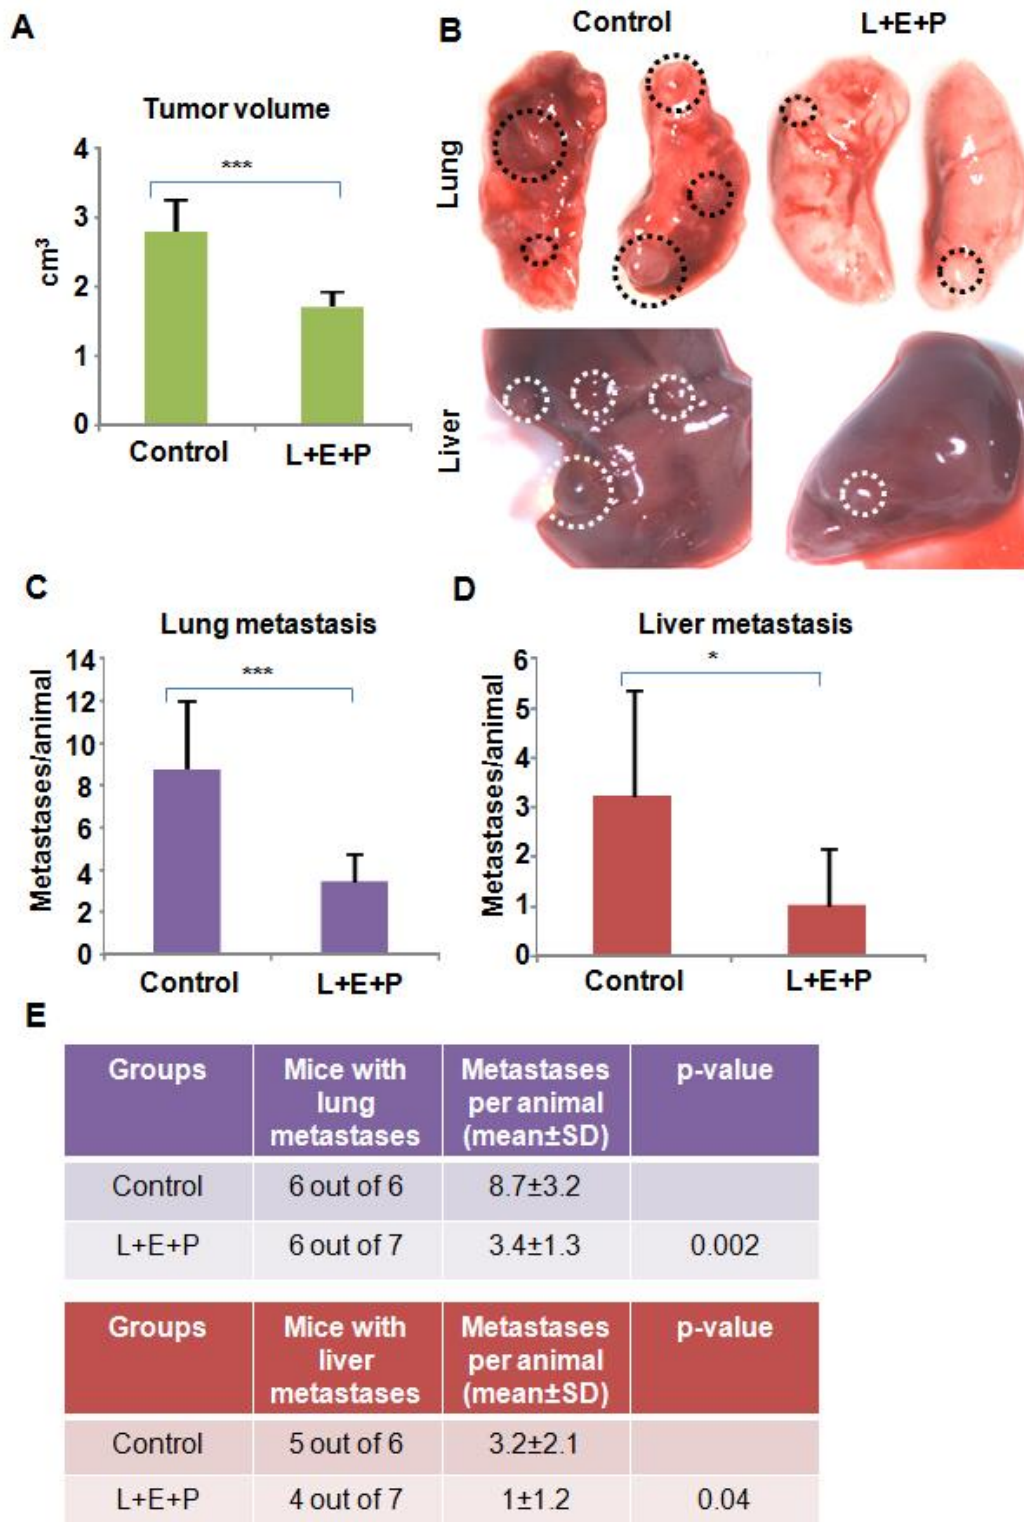 A
Tumor volume
4
3
2
1
0
cm³
***
Control
L+E+P
B
Control
L+E+P
Lung
Liver
C
Lung metastasis
14
12
10
8
6
4
2
0
Metastases/animal
***
Control
L+E+P
D
Liver metastasis
6
5
4
3
2
1
0
Metastases/animal
*
Control
L+E+P
E
Groups
Mice with
lung
metastases
Metastases
per animal
(mean±SD)
p-value
Control
6 out of 6
8.7±3.2
L+E+P
6 out of 7
3.4±1.3
0.002
Groups
Mice with
liver
metastases
Metastases
per animal
(mean±SD)
p-value
Control
5 out of 6
3.2±2.1
L+E+P
4 out of 7
1±1.2
0.04